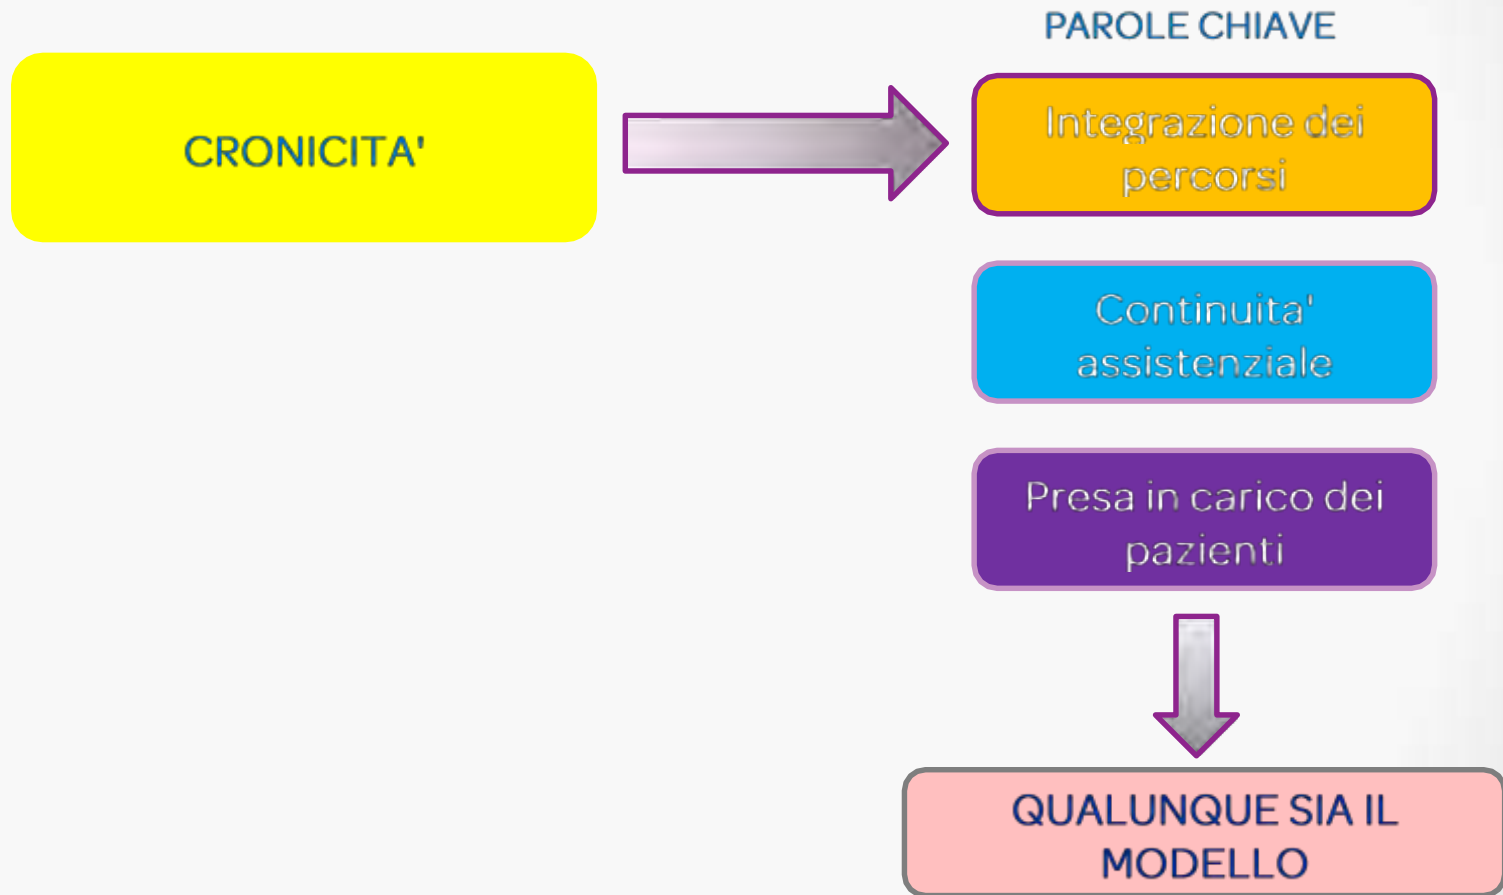 PAROLE CHIAVE
CRONICITA'
Integrazione dei
percorsi
Continuita'
assistenziale
Presa in carico dei
pazienti
QUALUNQUE SIA IL
MODELLO